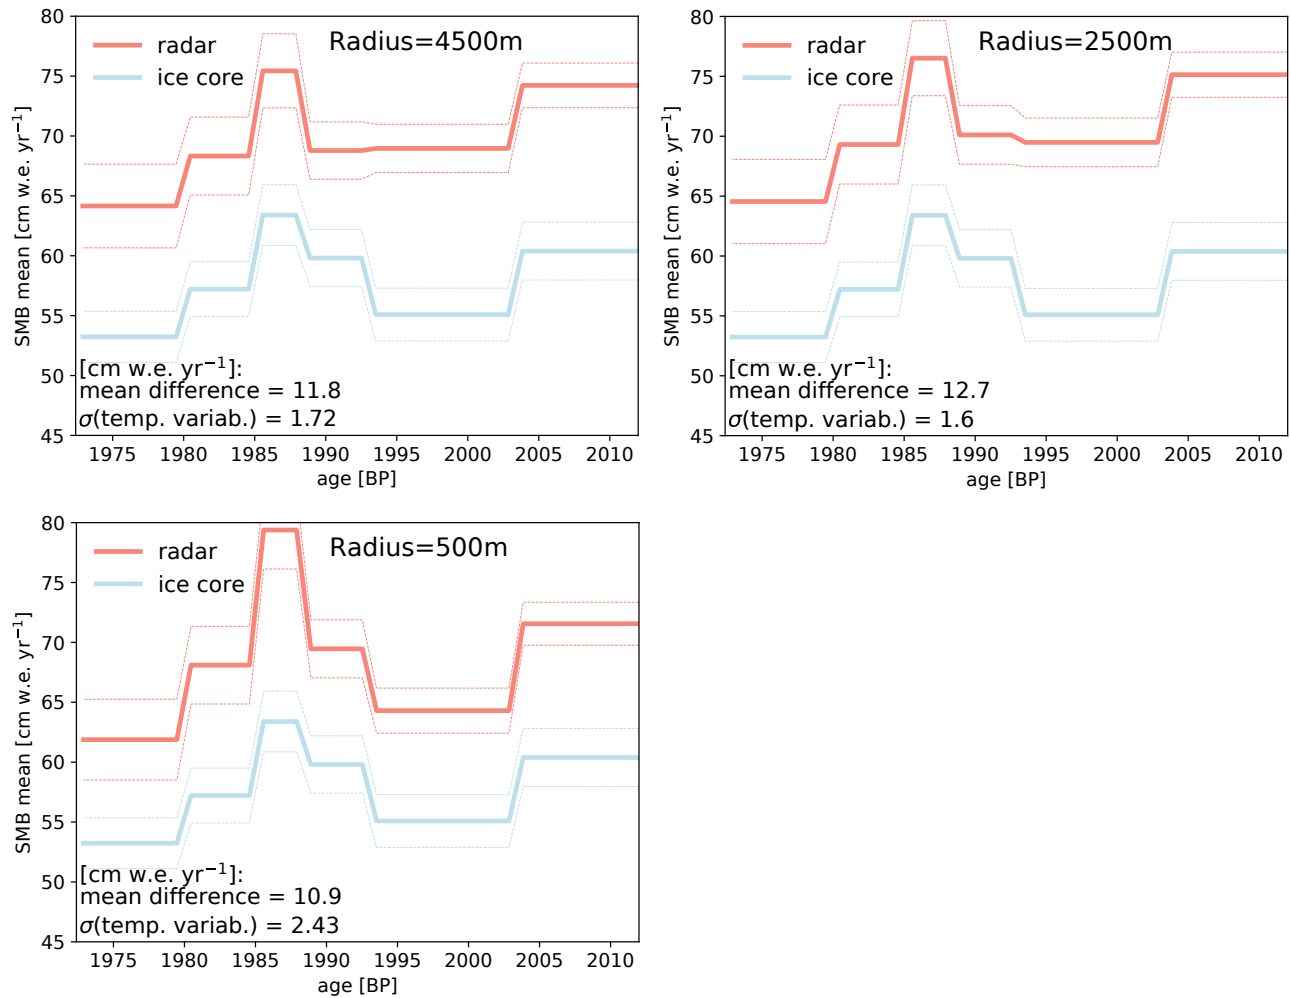 80
75
70
65
60
55
50
45
SMB mean [cm w.e. yr⁻¹]
radar
ice core
Radius=4500m
[cm w.e. yr⁻¹]:
mean difference = 11.8
σ(temp. variab.) = 1.72
1975 1980 1985 1990 1995 2000 2005 2010
age [BP]
80
75
70
65
60
55
50
45
SMB mean [cm w.e. yr⁻¹]
radar
ice core
Radius=2500m
[cm w.e. yr⁻¹]:
mean difference = 12.7
σ(temp. variab.) = 1.6
1975 1980 1985 1990 1995 2000 2005 2010
age [BP]
80
75
70
65
60
55
50
45
SMB mean [cm w.e. yr⁻¹]
radar
ice core
Radius=500m
[cm w.e. yr⁻¹]:
mean difference = 10.9
σ(temp. variab.) = 2.43
1975 1980 1985 1990 1995 2000 2005 2010
age [BP]